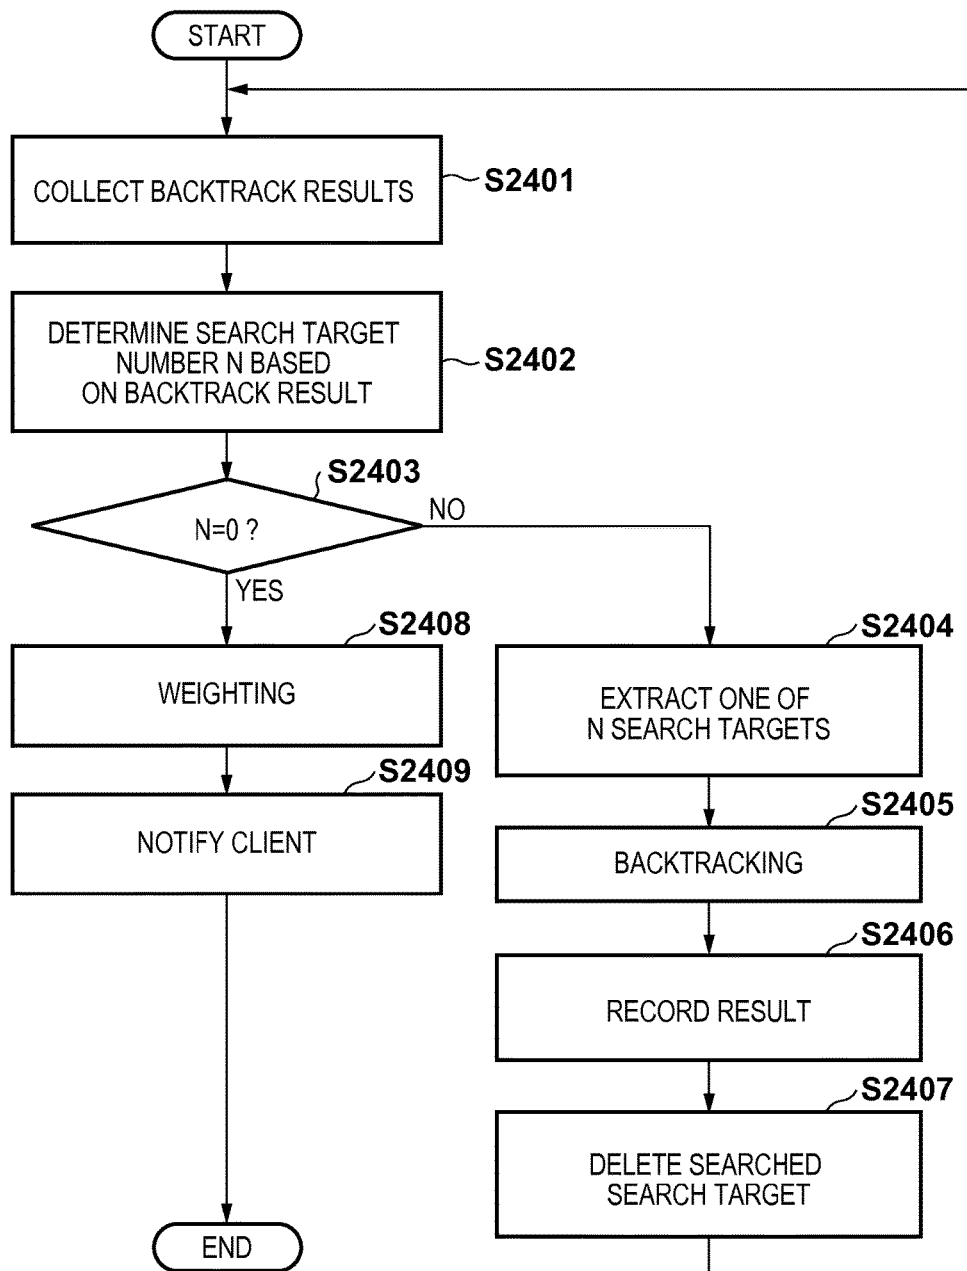 START
COLLECT BACKTRACK RESULTS
S2401
DETERMINE SEARCH TARGET
NUMBER N BASED
ON BACKTRACK RESULT
S2402
S2403
N=0 ?
NO
YES
S2408
WEIGHTING
S2409
NOTIFY CLIENT
S2404
EXTRACT ONE OF
N SEARCH TARGETS
S2405
BACKTRACKING
S2406
RECORD RESULT
S2407
DELETE SEARCHED
SEARCH TARGET
END